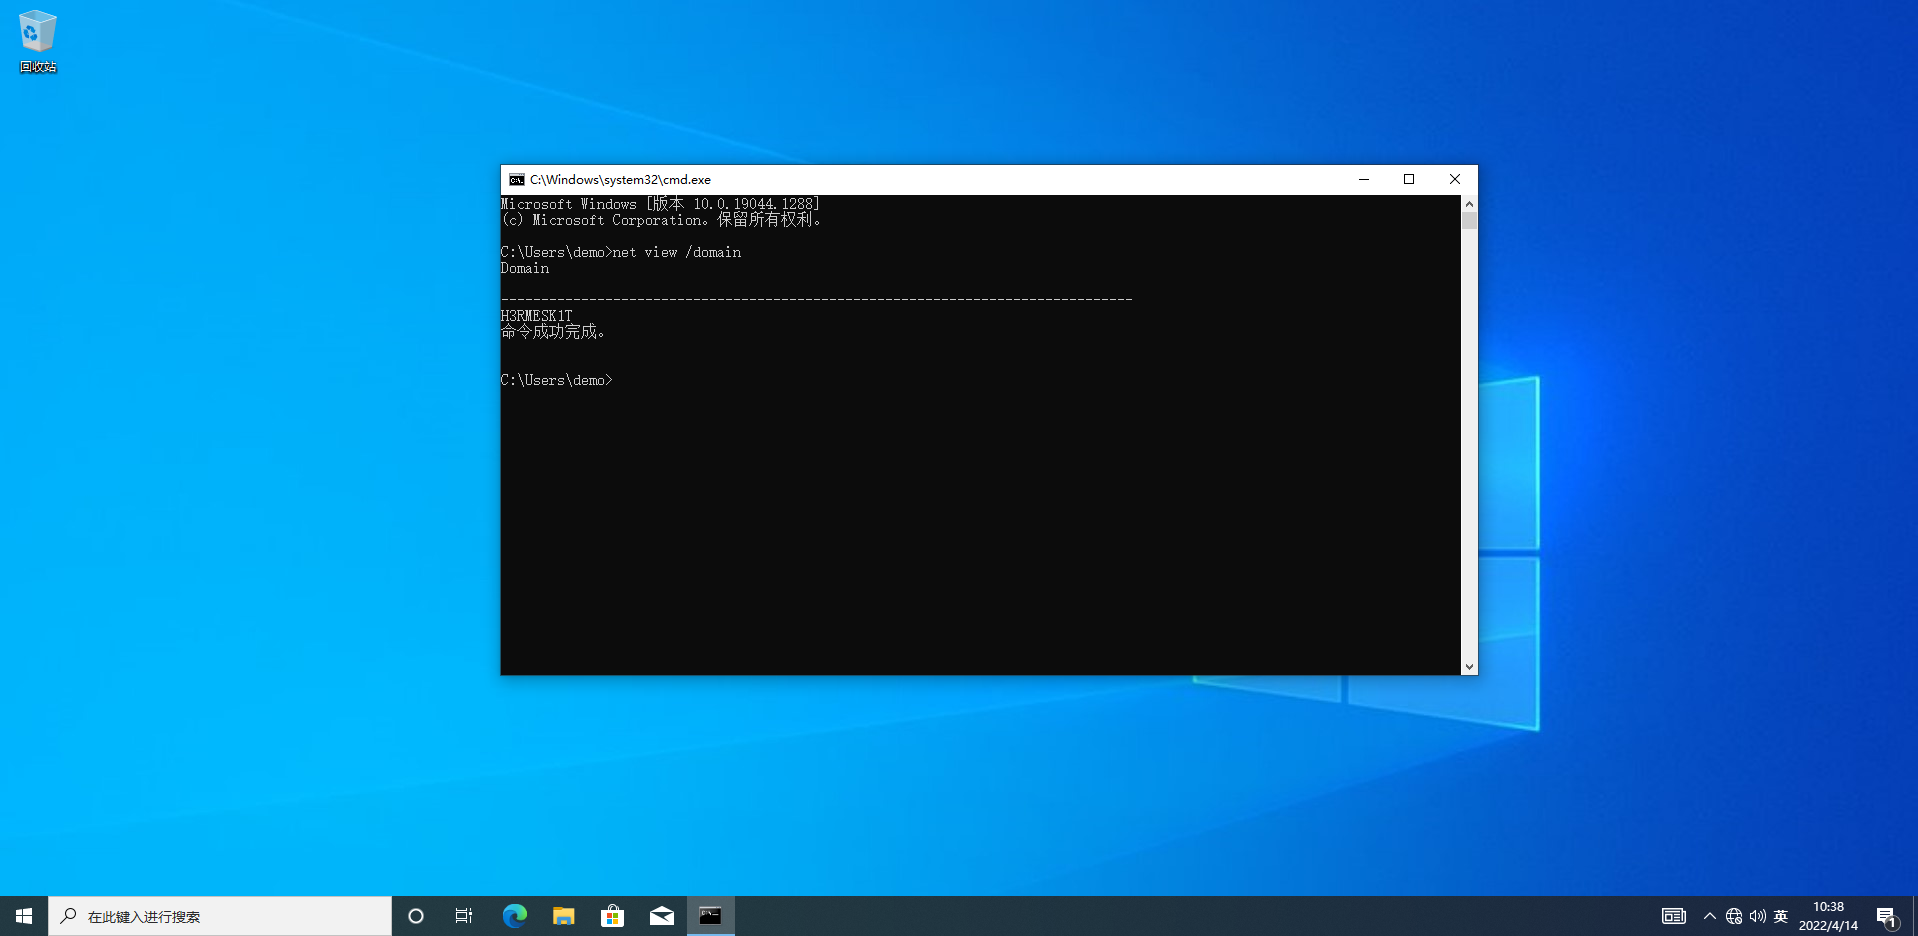 回收站
C:\Windows\system32\cmd.exe
Microsoft Windows [版本 10.0.19044.1288]
(c) Microsoft Corporation。保留所有权利。
C:\Users\demo>net view /domain
Domain
-------------------------------------------------------------------------------
H3RMESK1T
命令成功完成。
C:\Users\demo>
在此键入进行搜索
英
10:38
2022/4/14
1